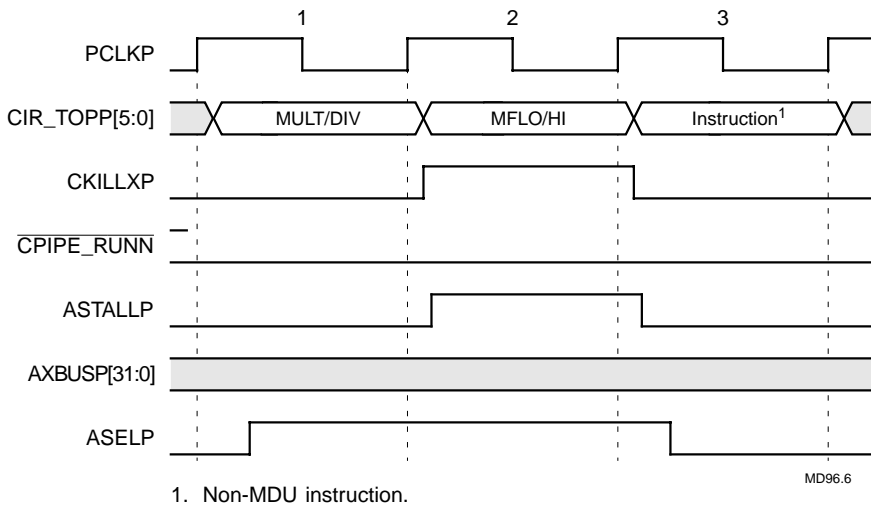 1 2 3
PCLKP
CIR_TOPP[5:0] MULT/DIV MFLO/HI Instruction¹
CKILLXP
CPIPE_RUNN
ASTALLP
AXBUSP[31:0]
ASELP
MD96.6
1. Non-MDU instruction.